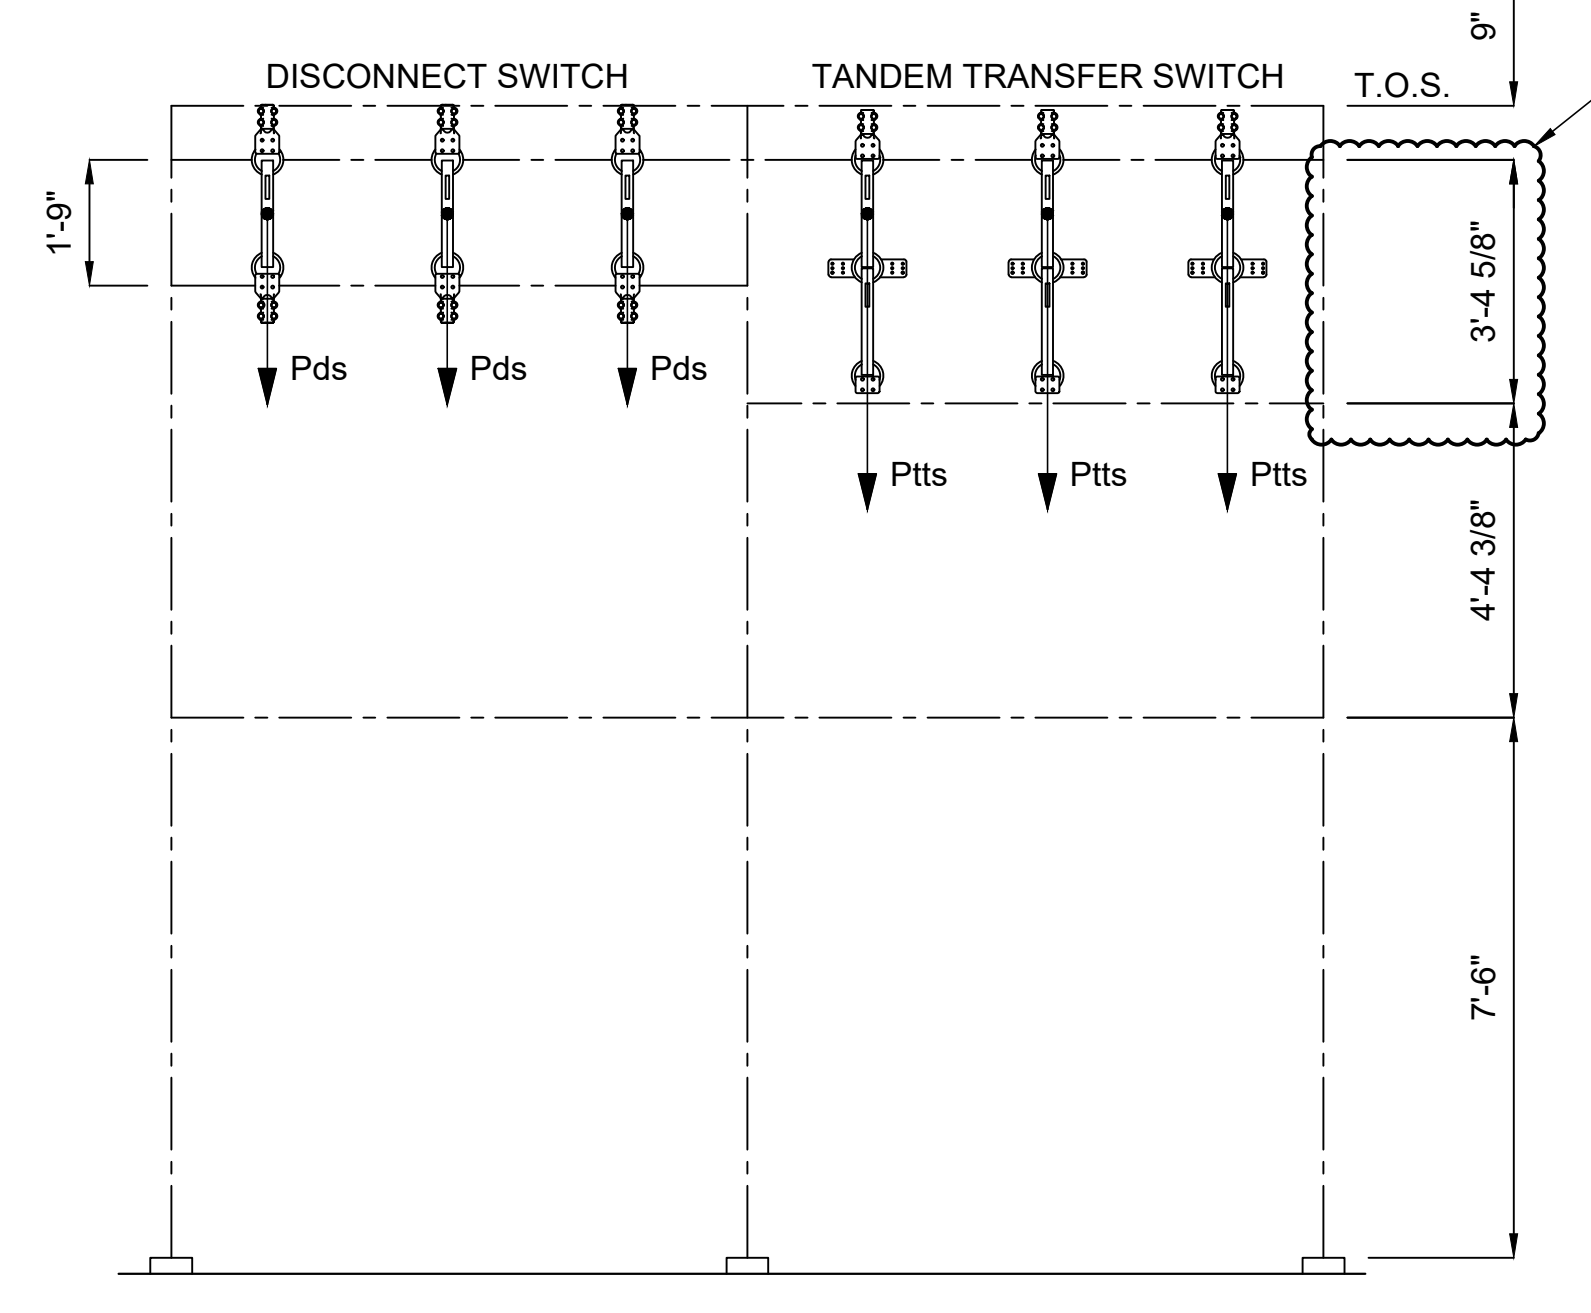 9"
DISCONNECT SWITCH
TANDEM TRANSFER SWITCH
T.O.S.
1'-9"
3'-4 5/8"
Pds
Pds
Pds
Ptts
Ptts
Ptts
4'-4 3/8"
7'-6"